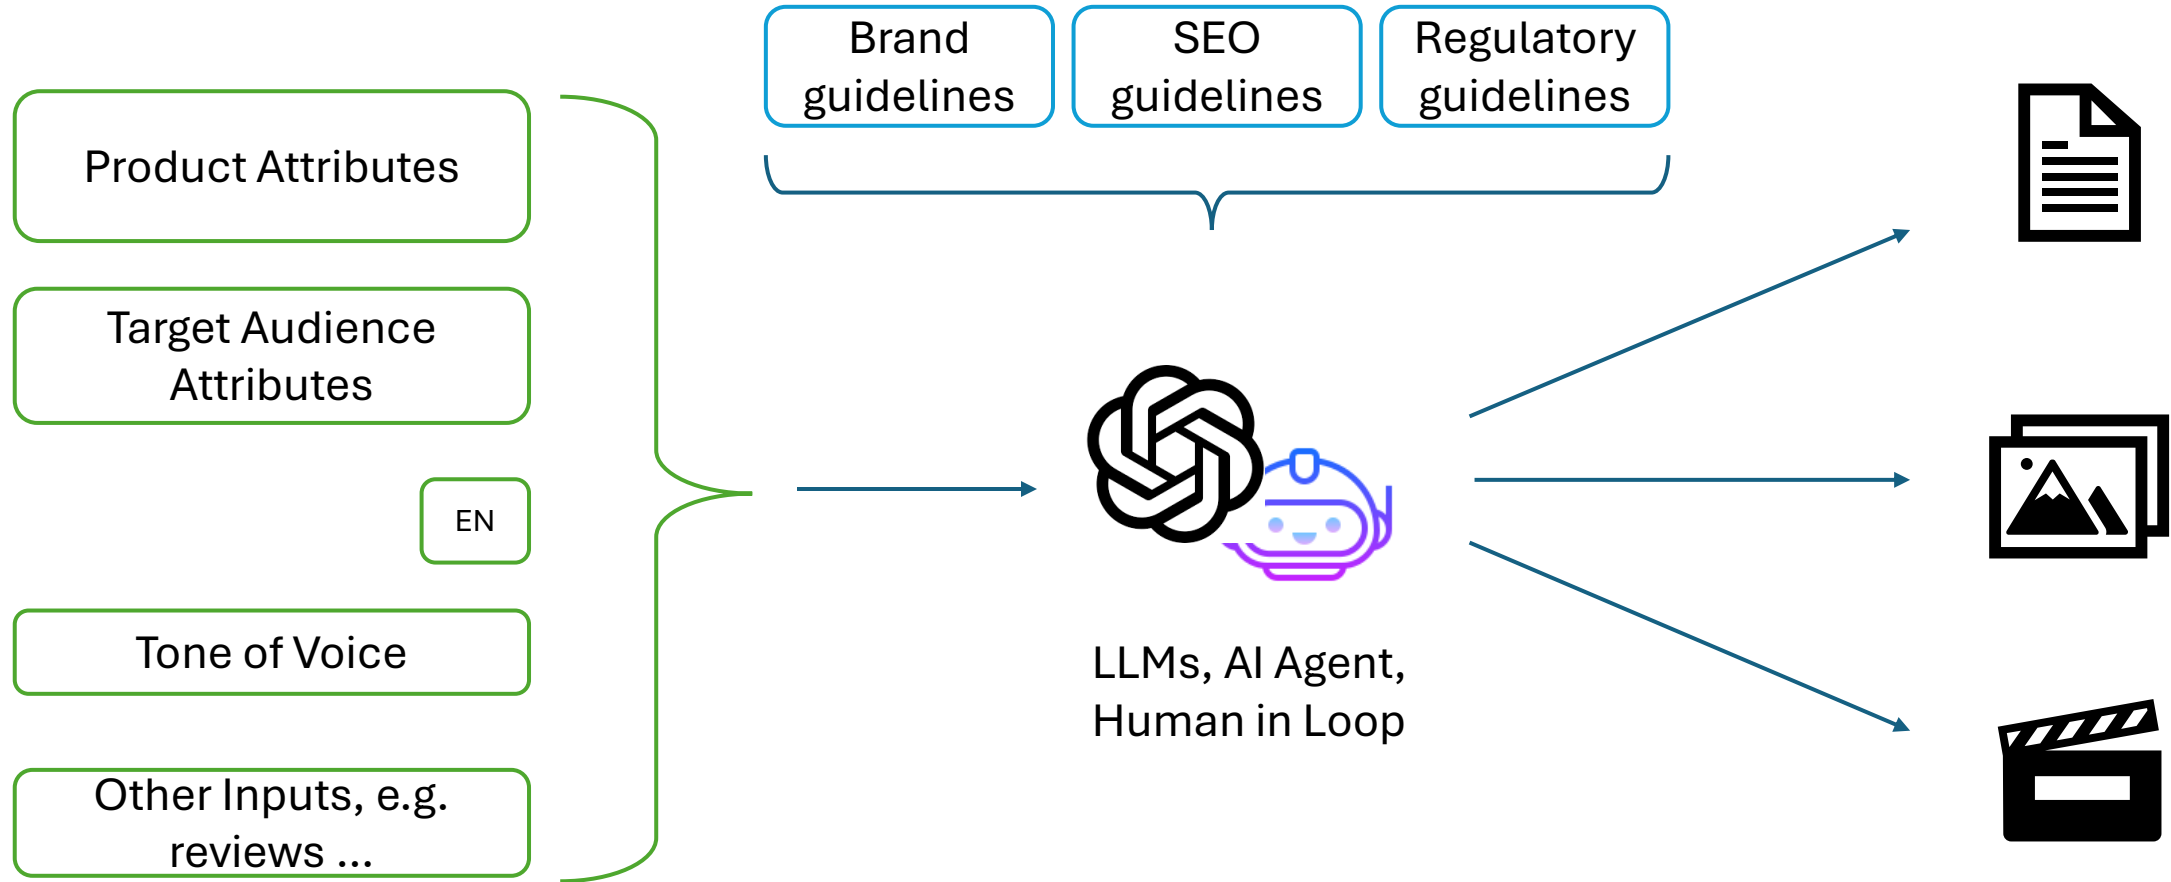 Brand
guidelines
SEO
guidelines
Regulatory
guidelines
Product Attributes
Target Audience
Attributes
EN
Tone of Voice
Other Inputs, e.g.
reviews ...
LLMs, AI Agent,
Human in Loop